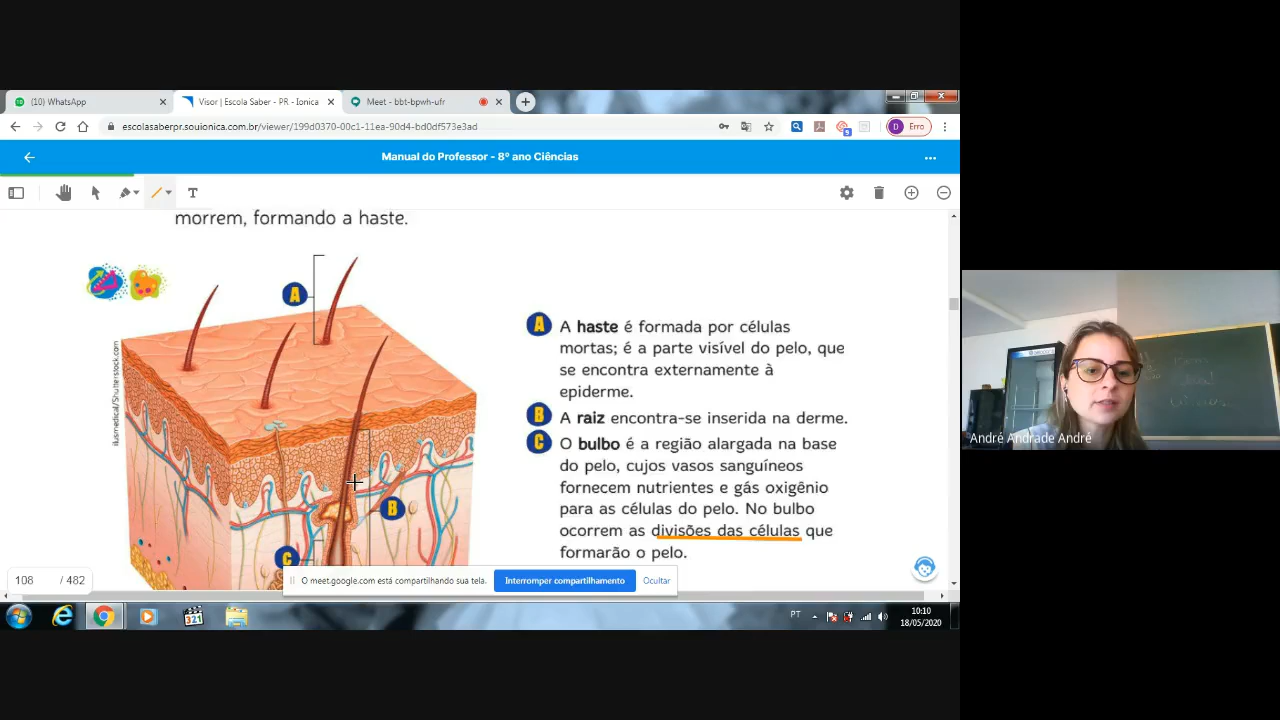 (10) WhatsApp
Visor | Escola Saber - PR - Ionica
Meet - bbt-bpwh-ufr
escolasaberpr.souionica.com.br/viewer/199d0370-00c1-11ea-90d4-bd0df573e3ad
D Erro
Manual do Professor - 8º ano Ciências
T
morrem, formando a haste.
A
ilusmedical/Shutterstock.com
B
C
A A haste é formada por células
mortas; é a parte visível do pelo, que
se encontra externamente à
epiderme.
B A raiz encontra-se inserida na derme.
C O bulbo é a região alargada na base
do pelo, cujos vasos sanguíneos
fornecem nutrientes e gás oxigênio
para as células do pelo. No bulbo
ocorrem as divisões das células que
formarão o pelo.
108 / 482
O meet.google.com está compartilhando sua tela.
Interromper compartilhamento
Ocultar
PT
10:10
18/05/2020
321
André Andrade André